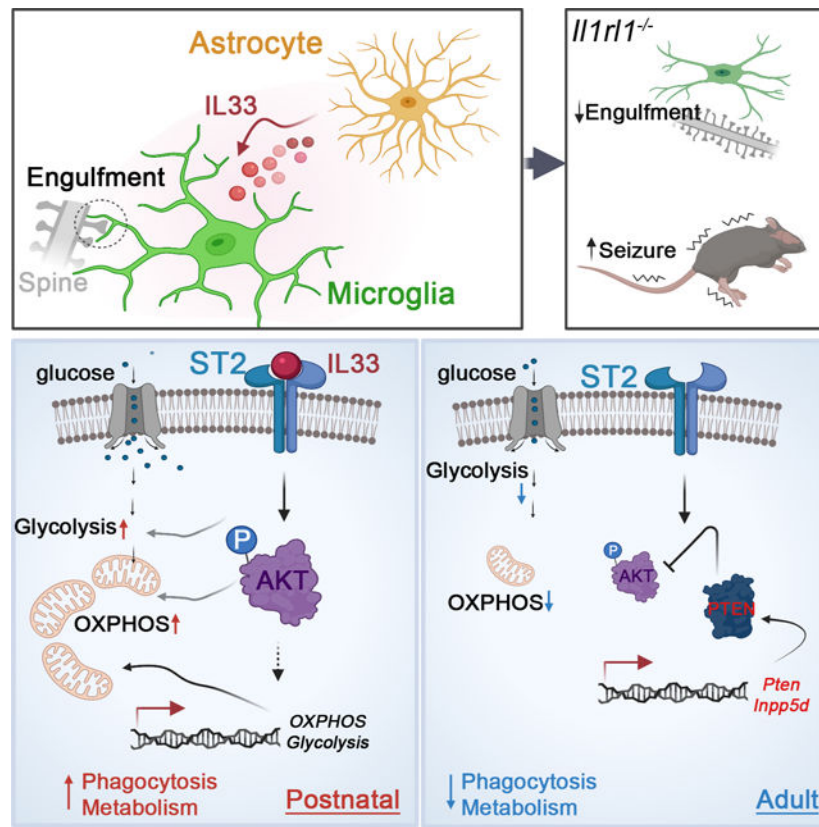 Astrocyte
IL33
Engulfment
Spine
Microglia
Il1rl1-/-
↓Engulfment
↑Seizure
ST2
IL33
glucose
Glycolysis↑
P
AKT
OXPHOS↑
OXPHOS
Glycolysis
↑ Phagocytosis
Metabolism
Postnatal
glucose
ST2
Glycolysis
↓
P
AKT
OXPHOS↓
PTEN
Pten
Inpp5d
↓ Phagocytosis
Metabolism
Adult